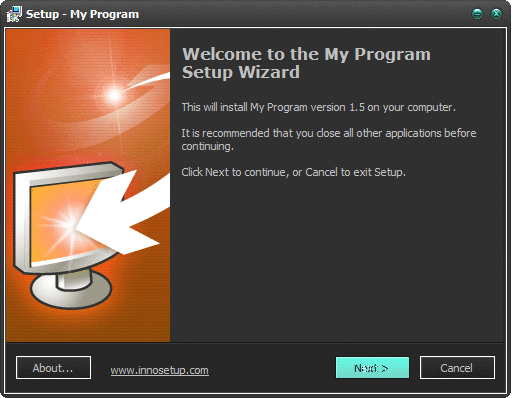 Setup - My Program
Welcome to the My Program
Setup Wizard
This will install My Program version 1.5 on your computer.
It is recommended that you close all other applications before
continuing.
Click Next to continue, or Cancel to exit Setup.
About...
www.innosetup.com
Next >
Cancel